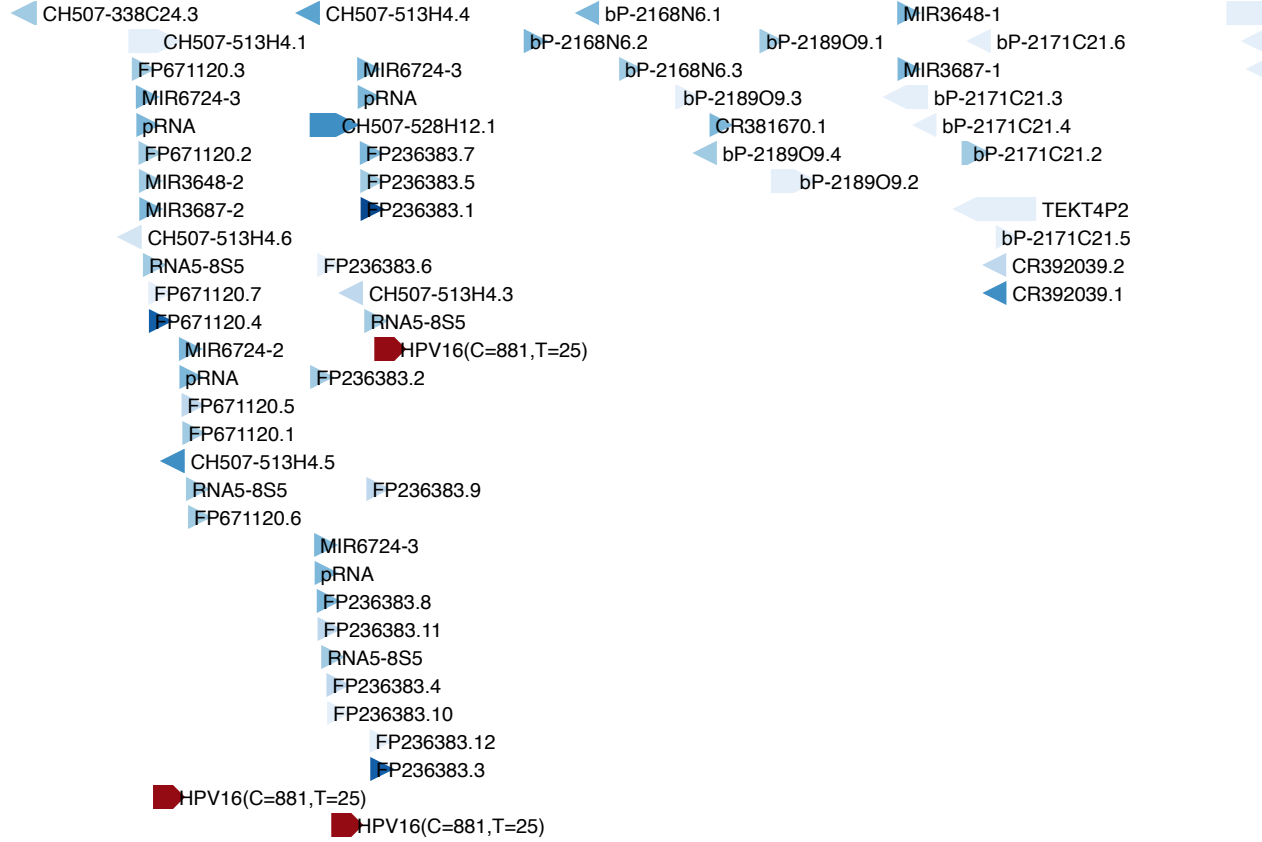 CH507-338C24.3 CH507-513H4.4 bP-2168N6.1 MIR3648-1
CH507-513H4.1 bP-2168N6.2 bP-2189O9.1 bP-2171C21.6
FP671120.3 MIR6724-3 bP-2168N6.3 MIR3687-1
MIR6724-3 pRNA bP-2189O9.3 bP-2171C21.3
pRNA CH507-528H12.1 CR381670.1 bP-2171C21.4
FP671120.2 FP236383.7 bP-2189O9.4 bP-2171C21.2
MIR3648-2 FP236383.5 bP-2189O9.2
MIR3687-2 FP236383.1 TEKT4P2
CH507-513H4.6 bP-2171C21.5
RNA5-8S5 FP236383.6 CR392039.2
FP671120.7 CH507-513H4.3 CR392039.1
FP671120.4 RNA5-8S5
MIR6724-2 HPV16(C=881,T=25)
pRNA FP236383.2
FP671120.5
FP671120.1
CH507-513H4.5
RNA5-8S5 FP236383.9
FP671120.6
MIR6724-3
pRNA
FP236383.8
FP236383.11
RNA5-8S5
FP236383.4
FP236383.10
FP236383.12
FP236383.3
HPV16(C=881,T=25)
HPV16(C=881,T=25)